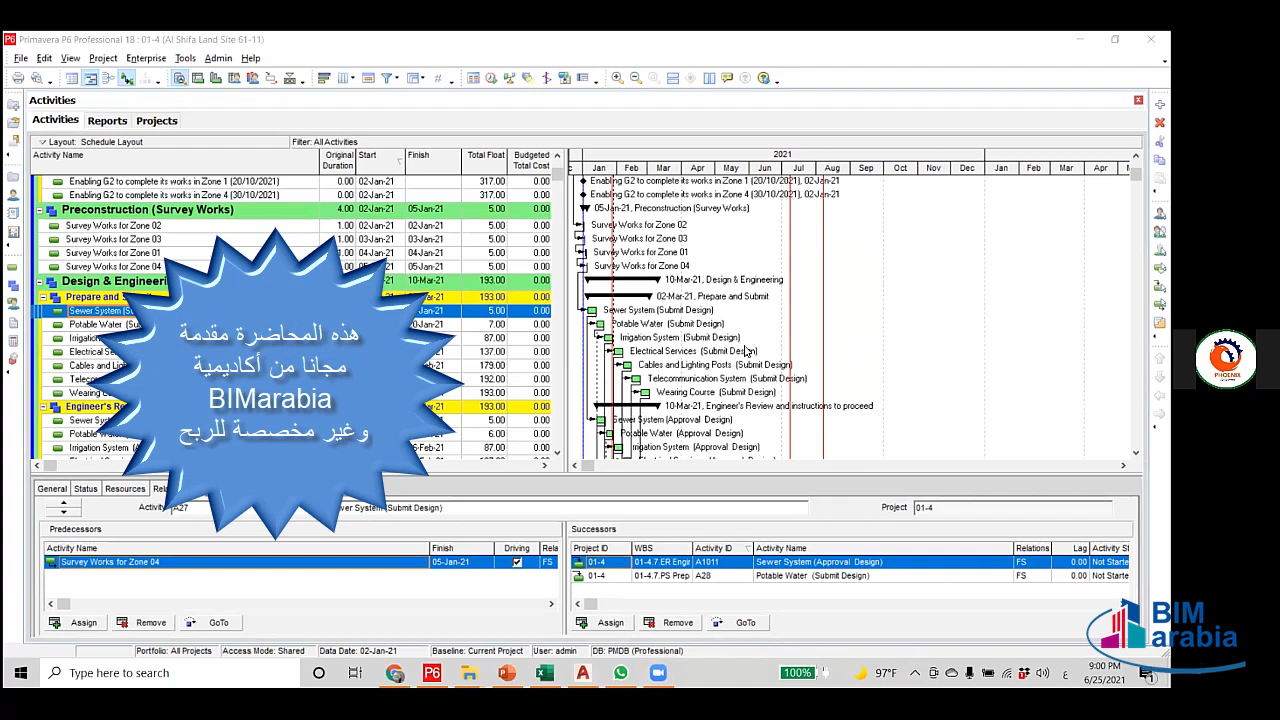 Primavera P6 Professional 18 : 01-4 (Al Shifa Land Site 61-11)
File Edit View Project Enterprise Tools Admin Help
Activities
Activities Reports Projects
Layout: Schedule Layout Filter: All Activities
Activity Name Original Duration Start Finish Total Float Budgeted Total Cost
Enabling G2 to complete its works in Zone 1 (20/10/2021) 0.00 02-Jan-21 317.00 0.00
Enabling G2 to complete its works in Zone 4 (30/10/2021) 0.00 02-Jan-21 317.00 0.00
Preconstruction (Survey Works) 4.00 02-Jan-21 05-Jan-21 5.00 0.00
Survey Works for Zone 02 1.00 02-Jan-21 02-Jan-21 5.00 0.00
Survey Works for Zone 03 1.00 03-Jan-21 03-Jan-21 5.00 0.00
Survey Works for Zone 01 1.00 04-Jan-21 04-Jan-21 5.00 0.00
Survey Works for Zone 04 05-Jan-21 5.00 0.00
Design & Engineeri 10-Mar-21 193.00 0.00
Prepare and 193.00 0.00
Sewer System 5.00 0.00
Potable Water 7.00 0.00
Irrigation 87.00 0.00
Electrical 137.00 0.00
Cables and 179.00 0.00
Telec 192.00 0.00
Wearing C 193.00 0.00
Engineer's Re 193.00 0.00
Sewer 5.00 0.00
Potab 6.00 0.00
Irrigation 87.00 0.00
2021
Jan Feb Mar Apr May Jun Jul Aug Sep Oct Nov Dec Jan Feb Mar Apr
Enabling G2 to complete its works in Zone 1 (20/10/2021), 02-Jan-21
Enabling G2 to complete its works in Zone 4 (30/10/2021), 02-Jan-21
05-Jan-21, Preconstruction (Survey Works)
Survey Works for Zone 02
Survey Works for Zone 03
Survey Works for Zone 01
Survey Works for Zone 04
10-Mar-21, Design & Engineering
02-Mar-21, Prepare and Submit
Sewer System (Submit Design)
Potable Water (Submit Design)
Irrigation System (Submit Design)
Electrical Services (Submit Design)
Cables and Lighting Posts (Submit Design)
Telecommunication System (Submit Design)
Wearing Course (Submit Design)
10-Mar-21, Engineer's Review and instructions to proceed
Sewer System (Approval Design)
Potable Water (Approval Design)
Irrigation System (Approval Design)
هذه المحاضرة مقدمة
مجانا من أكاديمية
BIMarabia
وغير مخصصة للربح
General Status Resources
Activity A27 Sewer System (Submit Design) Project 01-4
Predecessors
Activity Name Finish Driving Rela
Survey Works for Zone 04 05-Jan-21 FS
Assign Remove GoTo
Successors
Project ID WBS Activity ID Activity Name Relations Lag Activity St
01-4 01-4.7.ER Engir A1011 Sewer System (Approval Design) FS 0.00 Not Starte
01-4 01-4.7.PS Prep A28 Potable Water (Submit Design) FS 0.00 Not Starte
Assign Remove GoTo
PHOENIX
BIM
arabia
Portfolio: All Projects Access Mode: Shared Data Date: 02-Jan-21 Baseline: Current Project User: admin DB: PMDB (Professional)
Type here to search
100% 97°F ع 9:00 PM
6/25/2021